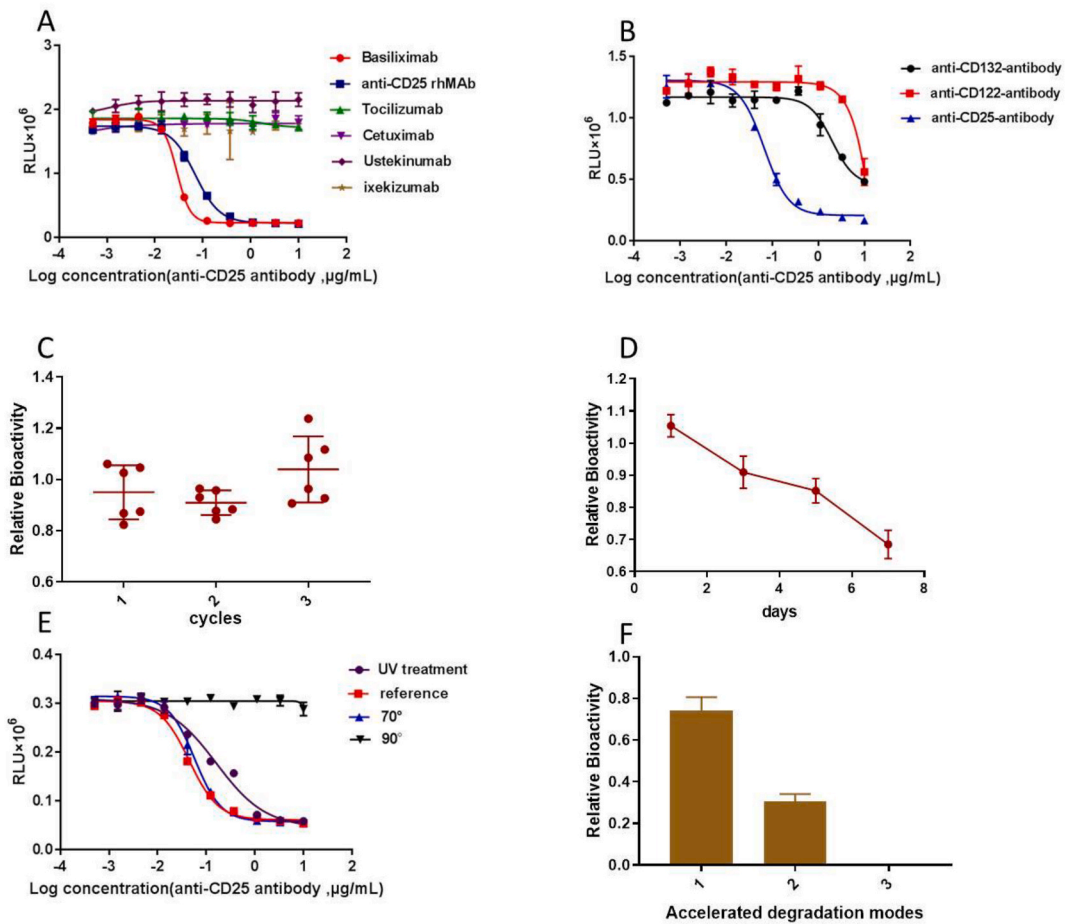 A
3
2
1
0
RLU×10⁶
-4 -3 -2 -1 0 1 2
Log concentration(anti-CD25 antibody ,µg/mL)
Basiliximab
anti-CD25 rhMAb
Tocilizumab
Cetuximab
Ustekinumab
ixekizumab
B
1.5
1.0
0.5
0.0
RLU×10⁶
-4 -3 -2 -1 0 1 2
Log concentration(anti-CD25 antibody ,µg/mL)
anti-CD132-antibody
anti-CD122-antibody
anti-CD25-antibody
C
1.4
1.2
1.0
0.8
0.6
Relative Bioactivity
1 2 3
cycles
D
1.2
1.1
1.0
0.9
0.8
0.7
0.6
Relative Bioactivity
0 2 4 6 8
days
E
0.4
0.3
0.2
0.1
0.0
RLU×10⁶
-4 -3 -2 -1 0 1 2
Log concentration(anti-CD25 antibody ,µg/mL)
UV treatment
reference
70°
90°
F
1.0
0.8
0.6
0.4
0.2
0.0
Relative Bioactivity
1 2 3
Accelerated degradation modes